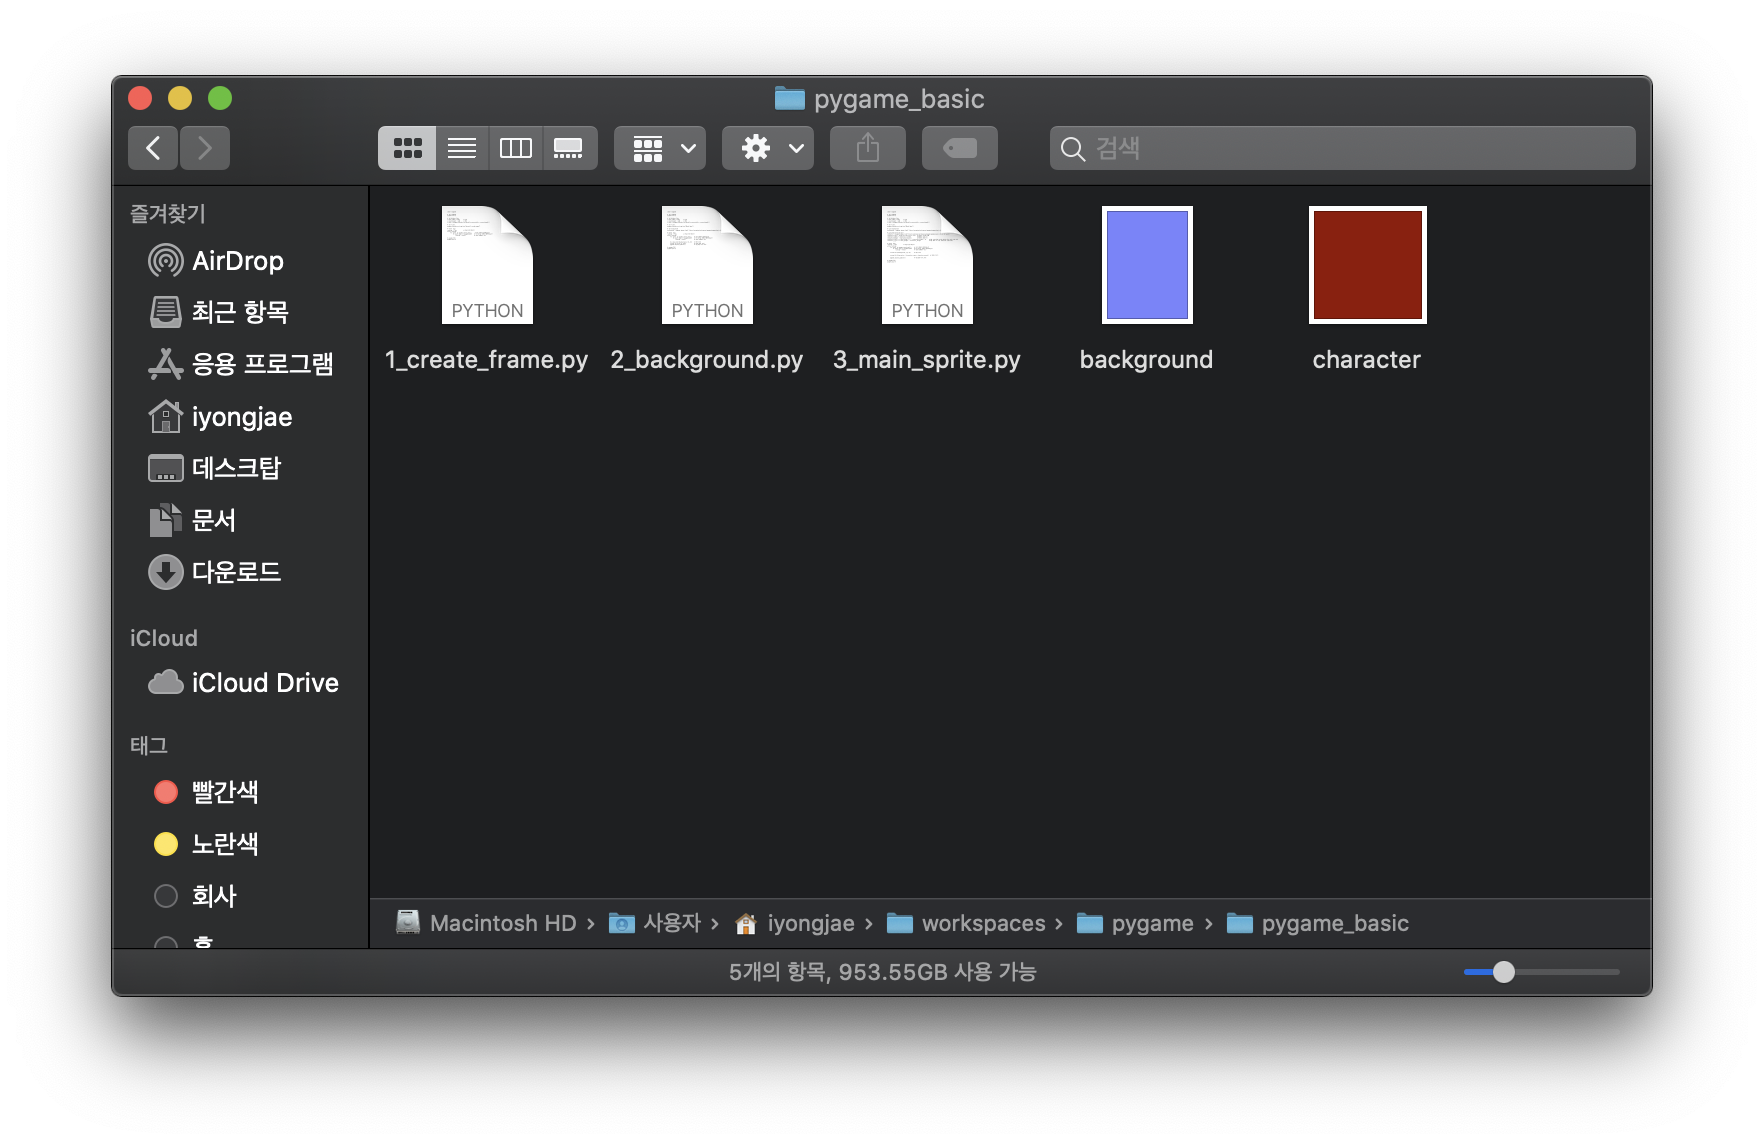 pygame_basic
검색
즐겨찾기
AirDrop
최근 항목
응용 프로그램
iyongjae
데스크탑
문서
다운로드
iCloud
iCloud Drive
태그
빨간색
노란색
회사
PYTHON
PYTHON
PYTHON
1_create_frame.py
2_background.py
3_main_sprite.py
background
character
Macintosh HD › 사용자 › iyongjae › workspaces › pygame › pygame_basic
5개의 항목, 953.55GB 사용 가능